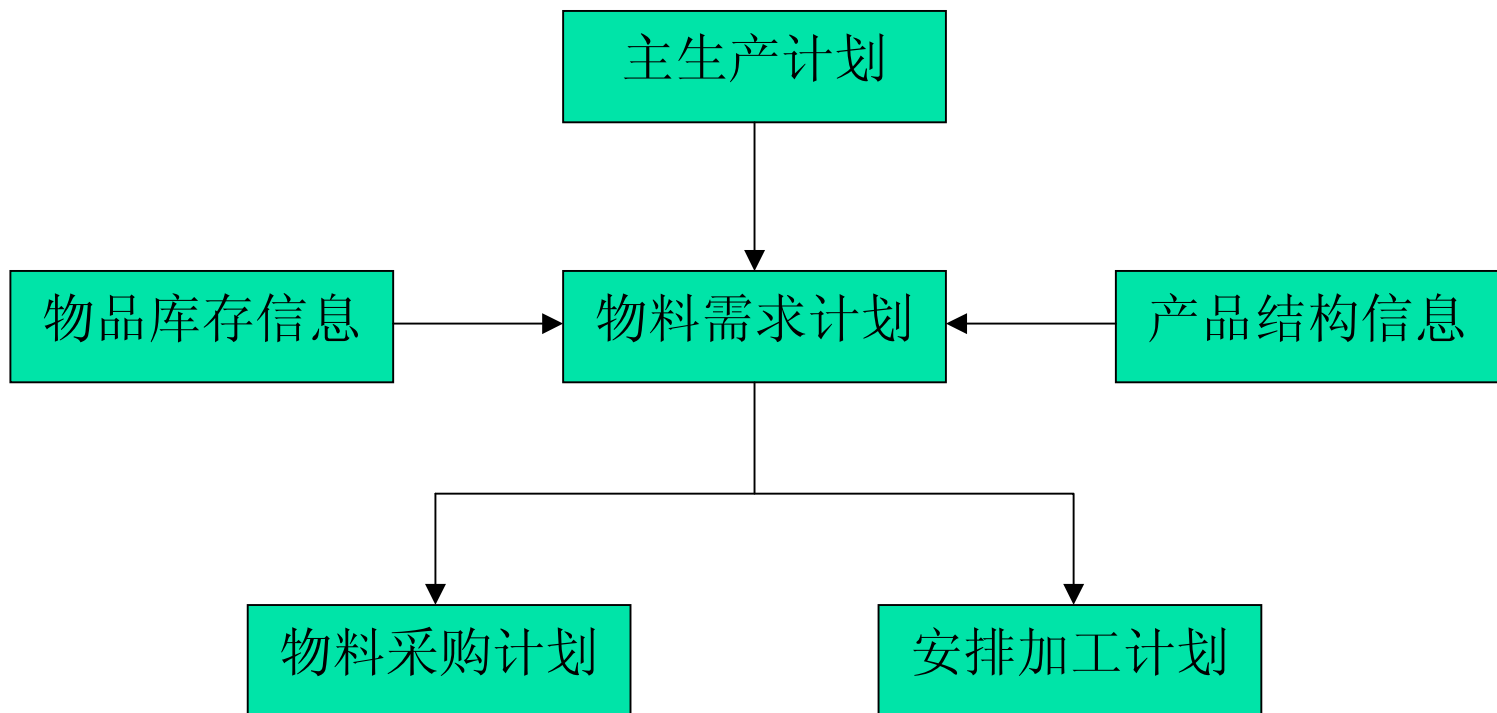 主生产计划
物品库存信息
物料需求计划
产品结构信息
物料采购计划
安排加工计划